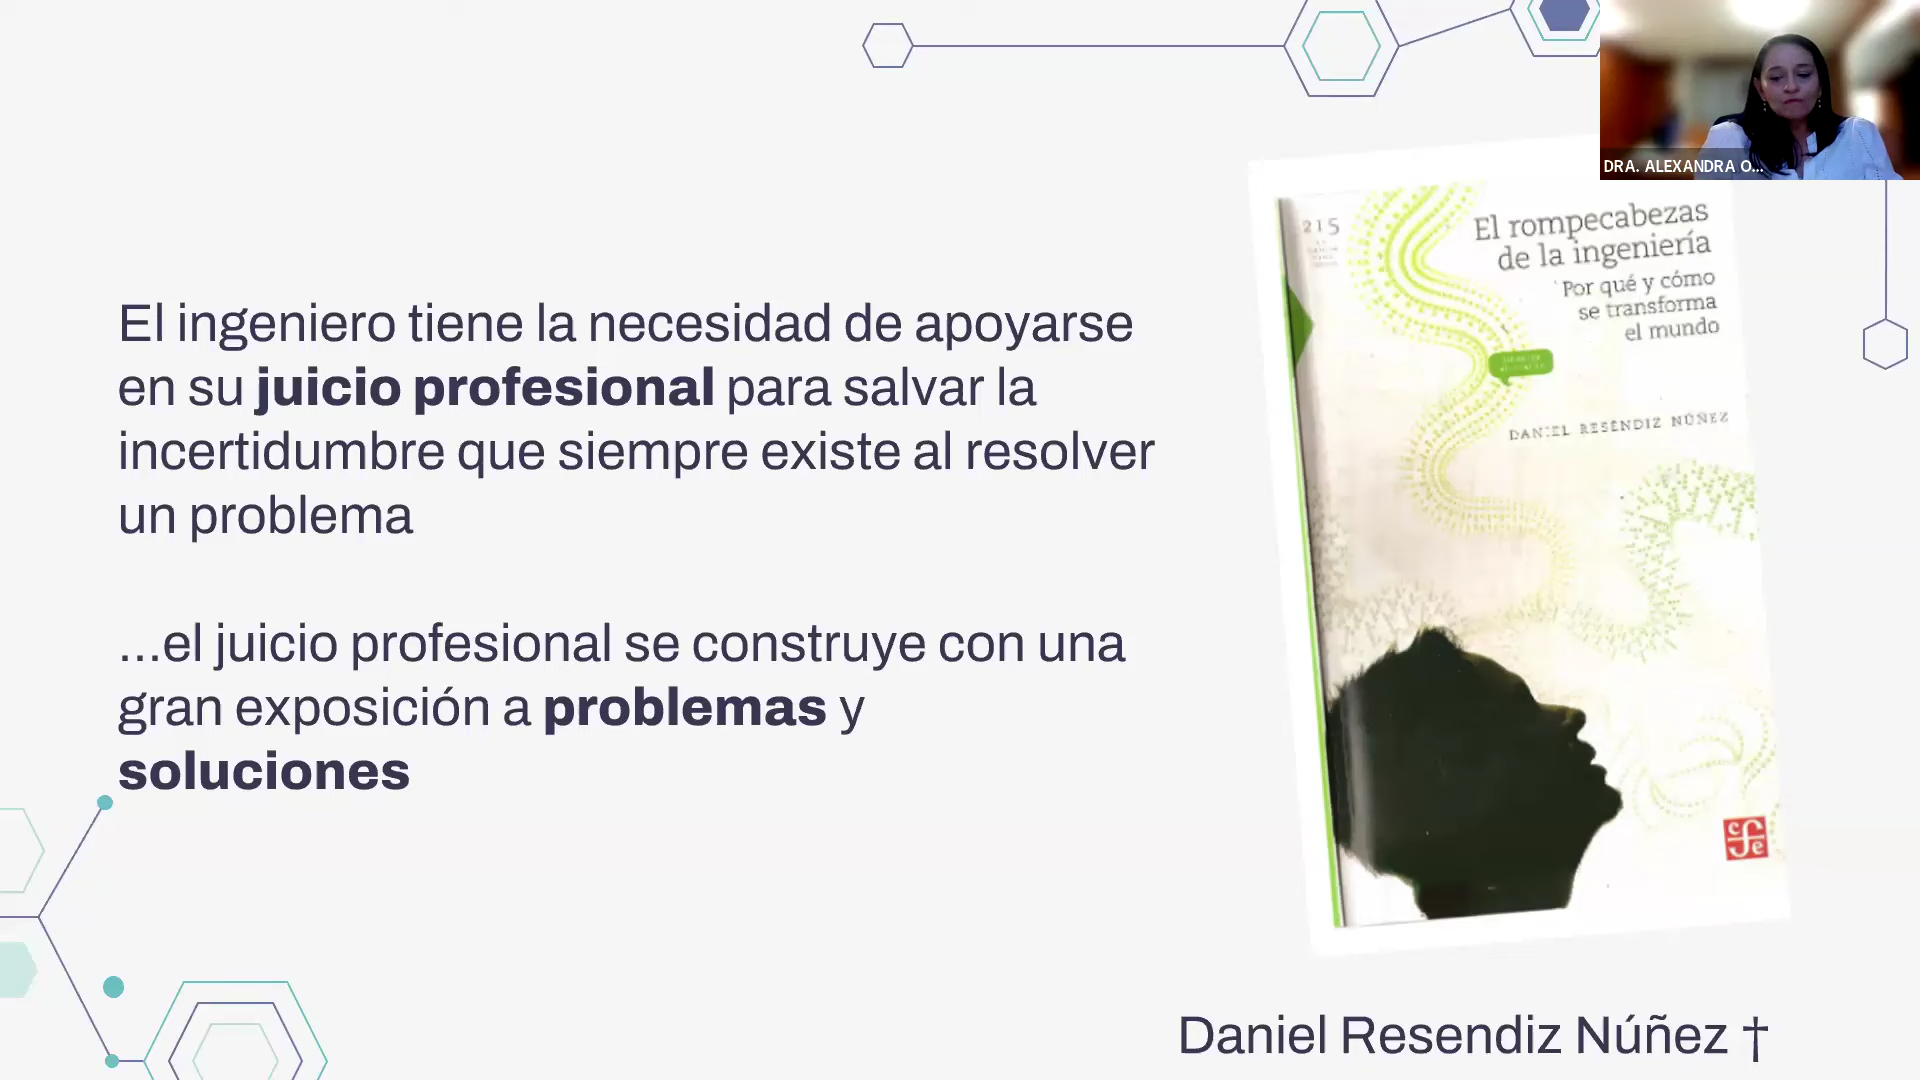 DRA. ALEXANDRA O...
El ingeniero tiene la necesidad de apoyarse
en su juicio profesional para salvar la
incertidumbre que siempre existe al resolver
un problema
...el juicio profesional se construye con una
gran exposición a problemas y
soluciones
215
El rompecabezas
de la ingeniería
Por qué y cómo
se transforma
el mundo
DANIEL RESÉNDIZ NÚÑEZ
cfe
Daniel Resendiz Núñez †